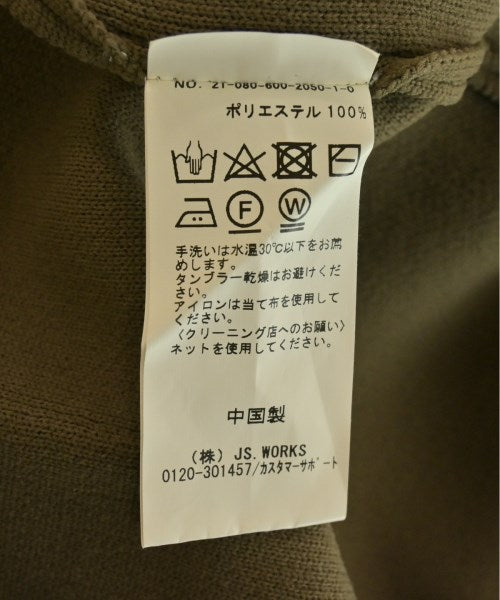 NO. 21-080-600-2050-1-0
ポリエステル 100%
F W
手洗いは水温30℃以下をお薦
めします。
タンブラー乾燥はお避けくだ
さい。
アイロンは当て布を使用して
ください。
〈クリーニング店へのお願い〉
ネットを使用してください。
中国製
（株） JS. WORKS
0120-301457/カスタマーサポート